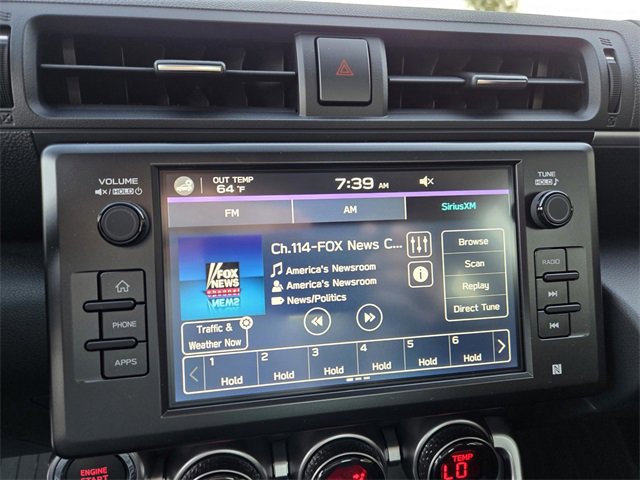 VOLUME
HOLD
OUT TEMP
64 °F
7:39 AM
TUNE
HOLD
FM
AM
SiriusXM
Ch.114-FOX News C...
America's Newsroom
America's Newsroom
News/Politics
FOX
NEWS
channel
Browse
Scan
Replay
Direct Tune
Traffic &
Weather Now
1 Hold
2 Hold
3 Hold
4 Hold
5 Hold
6 Hold
PHONE
APPS
RADIO
ENGINE
START
TEMP
LO